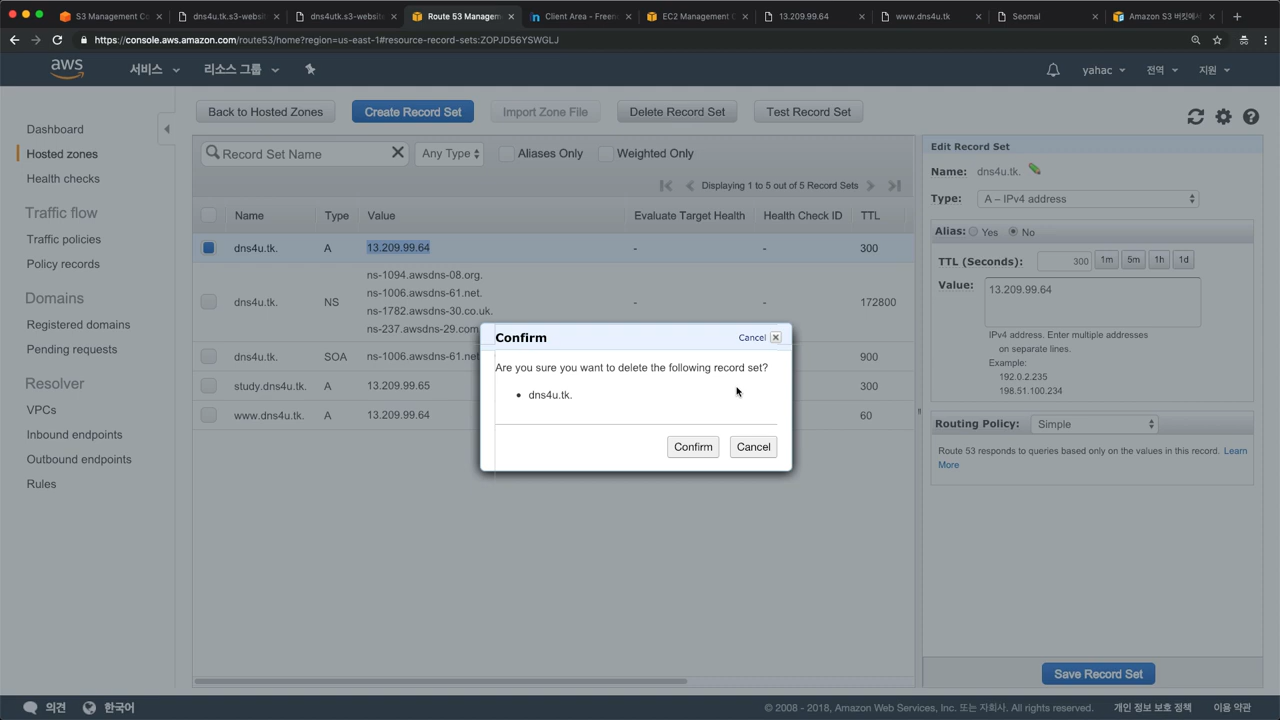 S3 Management Co
dns4u.tk.s3-websit
dns4utk.s3-website
Route 53 Managem
Client Area - Freen
EC2 Management C
13.209.99.64
www.dns4u.tk
Seomal
Amazon S3 버킷에서
https://console.aws.amazon.com/route53/home?region=us-east-1#resource-record-sets:ZOPJD56YSWGLJ
aws
서비스
리소스 그룹
yahac
전역
지원
Dashboard
Hosted zones
Health checks
Traffic flow
Traffic policies
Policy records
Domains
Registered domains
Pending requests
Resolver
VPCs
Inbound endpoints
Outbound endpoints
Rules
Back to Hosted Zones
Create Record Set
Import Zone File
Delete Record Set
Test Record Set
Record Set Name
Any Type
Aliases Only
Weighted Only
Displaying 1 to 5 out of 5 Record Sets
Name Type Value Evaluate Target Health Health Check ID TTL
dns4u.tk. A 13.209.99.64 - - 300
dns4u.tk. NS ns-1094.awsdns-08.org. - - 172800
ns-1006.awsdns-61.net.
ns-1782.awsdns-30.co.uk.
ns-237.awsdns-29.com
dns4u.tk. SOA ns-1006.awsdns-61.net 900
study.dns4u.tk. A 13.209.99.65 300
www.dns4u.tk. A 13.209.99.64 60
Confirm
Cancel
Are you sure you want to delete the following record set?
• dns4u.tk.
Confirm
Cancel
Edit Record Set
Name: dns4u.tk.
Type: A – IPv4 address
Alias: Yes No
TTL (Seconds): 300 1m 5m 1h 1d
Value: 13.209.99.64
IPv4 address. Enter multiple addresses
on separate lines.
Example:
192.0.2.235
198.51.100.234
Routing Policy: Simple
Route 53 responds to queries based only on the values in this record. Learn
More
Save Record Set
의견
한국어
© 2008 - 2018, Amazon Web Services, Inc. 또는 자회사. All rights reserved.
개인 정보 보호 정책
이용 약관